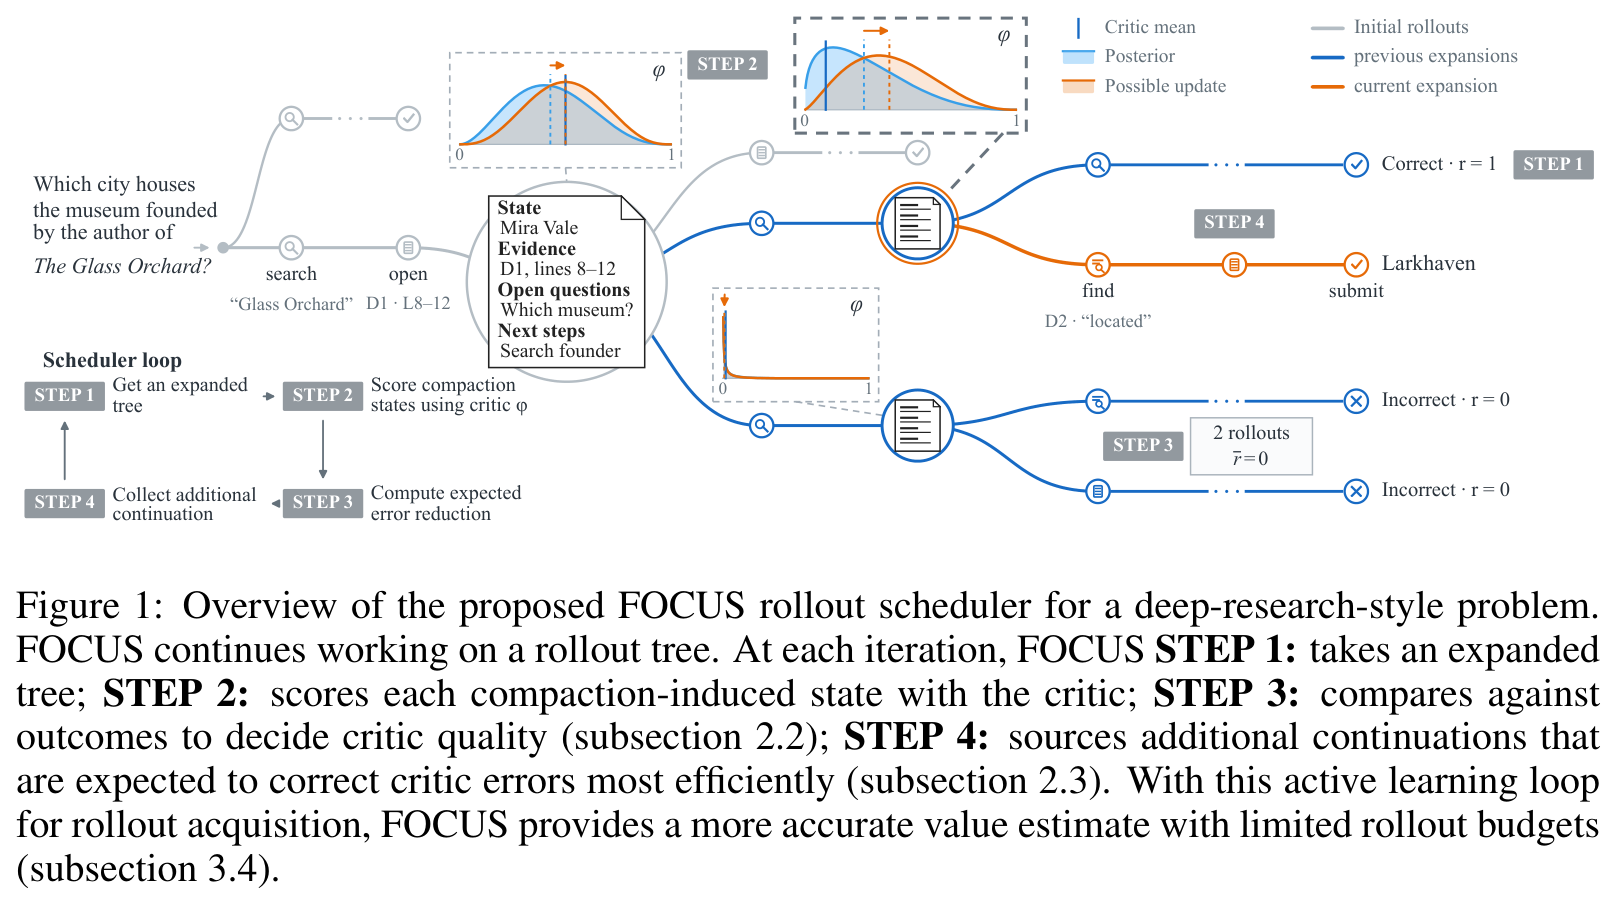 Which city houses
the museum founded
by the author of
The Glass Orchard?
search
"Glass Orchard"
open
D1 · L8–12
φ
0
1
STEP 2
State
Mira Vale
Evidence
D1, lines 8–12
Open questions
Which museum?
Next steps
Search founder
φ
0
1
Critic mean
Posterior
Possible update
Initial rollouts
previous expansions
current expansion
Correct · r = 1
STEP 1
STEP 4
Larkhaven
find
submit
D2 · "located"
φ
0
1
Incorrect · r = 0
STEP 3
2 rollouts
r̄ = 0
Incorrect · r = 0
Scheduler loop
STEP 1
Get an expanded
tree
STEP 2
Score compaction
states using critic φ
STEP 4
Collect additional
continuation
STEP 3
Compute expected
error reduction
Figure 1: Overview of the proposed FOCUS rollout scheduler for a deep-research-style problem.
FOCUS continues working on a rollout tree. At each iteration, FOCUS STEP 1: takes an expanded
tree; STEP 2: scores each compaction-induced state with the critic; STEP 3: compares against
outcomes to decide critic quality (subsection 2.2); STEP 4: sources additional continuations that
are expected to correct critic errors most efficiently (subsection 2.3). With this active learning loop
for rollout acquisition, FOCUS provides a more accurate value estimate with limited rollout budgets
(subsection 3.4).